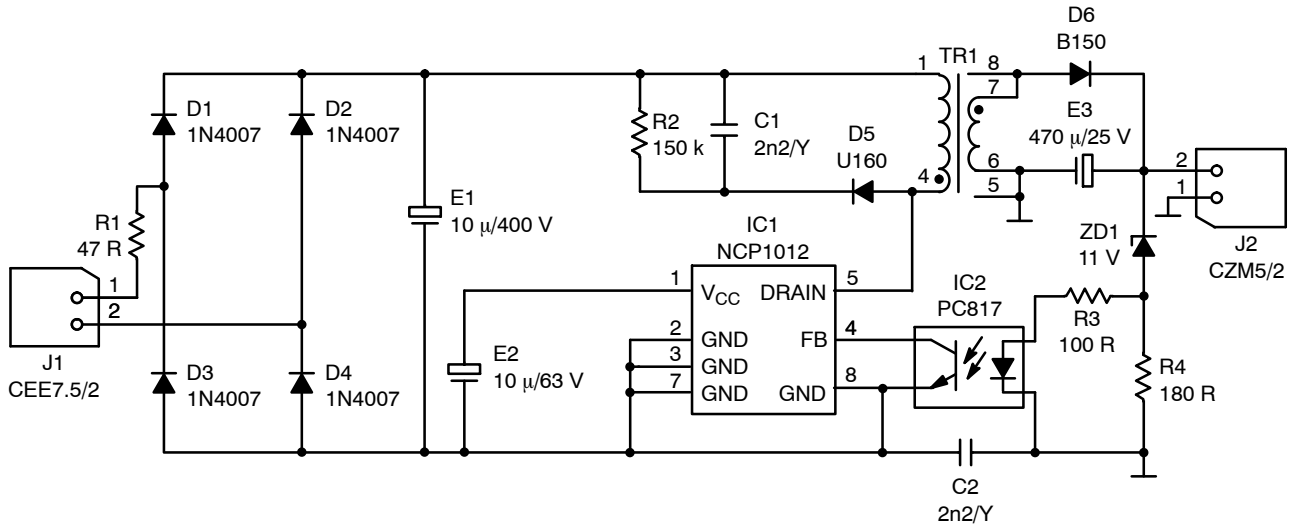 D6
B150
TR1
1
8
7
D1
1N4007
D2
1N4007
R2
150 k
C1
2n2/Y
D5
U160
4
6
5
E3
470 μ/25 V
2
1
J2
CZM5/2
R1
47 R
E1
10 μ/400 V
IC1
NCP1012
ZD1
11 V
1
2
J1
CEE7.5/2
1
VCC
DRAIN
5
IC2
PC817
R3
100 R
2
GND
FB
4
3
GND
7
GND
GND
8
E2
10 μ/63 V
D3
1N4007
D4
1N4007
R4
180 R
C2
2n2/Y